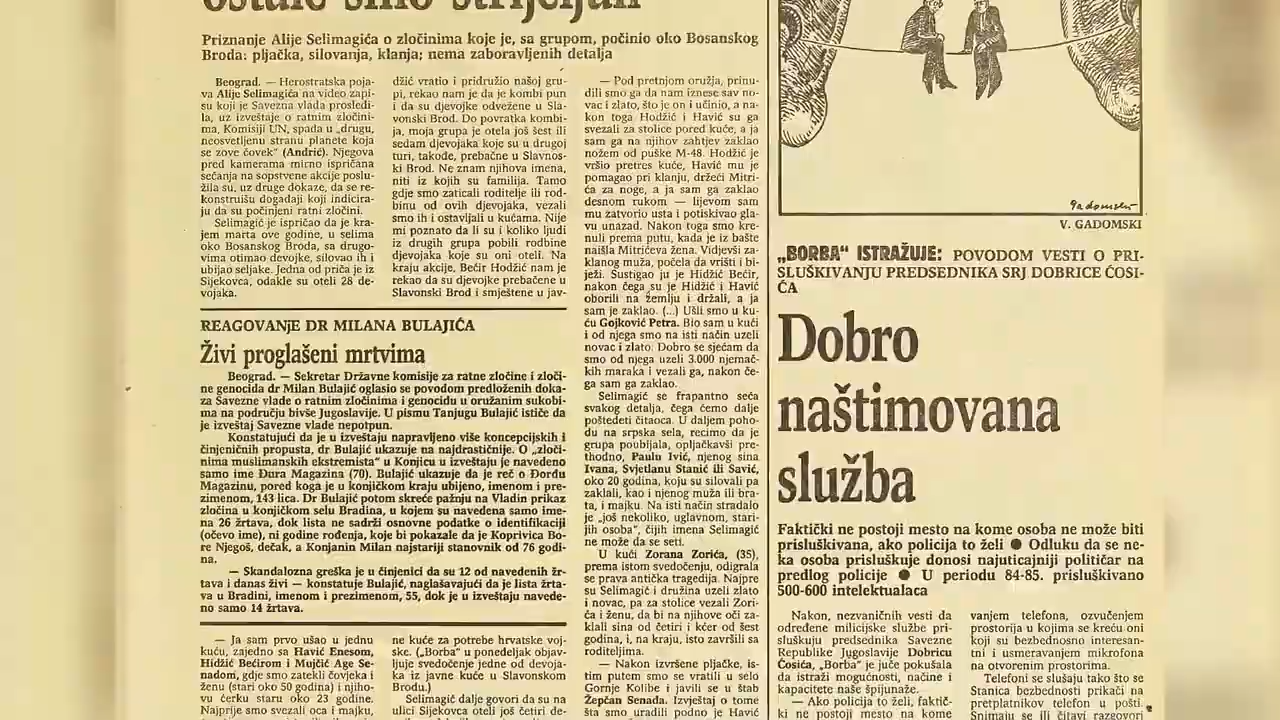 ostalo smo strijeljali
Priznanje Alije Selimagića o zločinima koje je, sa grupom, počinio oko Bosanskog
Broda: pljačka, silovanja, klanja; nema zaboravljenih detalja
Beograd. — Herostratska poja-
va Alije Selimagića na video zapi-
su koji je Savezna vlada prosledi-
la, uz izveštaje o ratnim zločini-
ma, Komisiji UN, spada u „drugu,
neosvetljenu stranu planete koja
se zove čovek“ (Andrić). Njegova
pred kamerama mirno ispričana
sećanja na sopstvene akcije poslu-
žila su, uz druge dokaze, da se re-
konstruišu događaji koji indicira-
ju da su počinjeni ratni zločini.
Selimagić je ispričao da je kra-
jem marta ove godine, u selima
oko Bosanskog Broda, sa drugo-
vima otimao devojke, silovao ih i
ubijao seljake. Jedna od priča je iz
Sijekovca, odakle su oteli 28 de-
vojaka.
džić vratio i pridružio našoj gru-
pi, rekao nam je da je kombi pun
i da su djevojke odvežene u Sla-
vonski Brod. Do povratka kombi-
ja, moja grupa je otela još šest ili
sedam djevojaka koje su u drugoj
turi, takođe, prebačne u Slavnos-
ki Brod. Ne znam njihova imena,
niti iz kojih su familija. Tamo
gdje smo zaticali roditelje ili rod-
binu od ovih djevojaka, vezali
smo ih i ostavljali u kućama. Nije
mi poznato da li su i koliko ljudi
iz drugih grupa pobili rodbine
djevojaka koje su oni oteli. Na
kraju akcije, Bećir Hodžić nam je
rekao da su djevojke prebačene u
Slavonski Brod i smještene u jav-
REAGOVANJE DR MILANA BULAJIĆA
Živi proglašeni mrtvima
Beograd. — Sekretar Državne komisije za ratne zločine i zloči-
ne genocida dr Milan Bulajić oglasio se povodom predloženih doka-
za Savezne vlade o ratnim zločinima i genocidu u oružanim sukobi-
ma na području bivše Jugoslavije. U pismu Tanjugu Bulajić ističe da
je izveštaj Savezne vlade nepotpun.
Konstatujući da je u izveštaju napravljeno više koncepcijskih i
činjeničnih propusta, dr Bulajić ukazuje na najdrastičnije. O „zloči-
nima muslimanskih ekstremista“ u Konjicu u izveštaju je navedeno
samo ime Đura Magazina (70). Bulajić ukazuje da je reč o Đorđu
Magazinu, pored koga je u konjičkom kraju ubijeno, imenom i pre-
zimenom, 143 lica. Dr Bulajić potom skreće pažnju na Vladin prikaz
zločina u konjičkom selu Bradina, u kojem su navedena samo ime-
na 26 žrtava, dok lista ne sadrži osnovne podatke o identifikaciji
(očevo ime), ni godine rođenja, koje bi pokazale da je Koprivica Bo-
re Njegoš, dečak, a Konjanin Milan najstariji stanovnik od 76 godi-
na.
— Skandalozna greška je u činjenici da su 12 od navedenih žr-
tava i danas živi — konstatuje Bulajić, naglašavajući da je lista žrta-
va u Bradini, imenom i prezimenom, 55, dok je u izveštaju navede-
no samo 14 žrtava.
— Ja sam prvo ušao u jednu
kuću, zajedno sa Havić Enesom,
Hidžić Bećirom i Mujčić Age Se-
nadom, gdje smo zatekli čovjeka i
ženu (stari oko 50 godina) i njiho-
vu ćerku staru oko 23 godine.
Najprije smo svezali oca i majku,
ne kuće za potrebe hrvatske voj-
ske. („Borba“ u ponedeljak objav-
ljuje svedočenje jedne od devoja-
ka iz javne kuće u Slavonskom
Brodu.)
Selimagić dalje govori da su na
ulici Sijekovca oteli još četiri de-
— Pod pretnjom oružja, prinu-
dili smo ga da nam iznese sav no-
vac i zlato, što je on i učinio, a na-
kon toga Hodžić i Havić su ga
svezali za stolice pored kuće, a ja
sam ga na njihov zahtjev zaklao
nožem od puške M-48. Hodžić je
vršio pretres kuće, Havić mu je
pomagao pri klanju, držeći Mitri-
ća za noge, a ja sam ga zaklao
desnom rukom — lijevom sam
mu zatvorio usta i potiskivao gla-
vu unazad. Nakon toga smo kre-
nuli prema putu, kada je iz bašte
naišla Mitrićeva žena. Vidjevši za-
klanog muža, počela da vrišti i bi-
ježi. Sustigao ju je Hidžić Bećir,
nakon čega su je Hidžić i Havić
oborili na žemlju i držali, a ja
sam je zaklao. (...) Ušli smo u ku-
ću Gojković Petra. Bio sam u kući
i od njega smo na isti način uzeli
novac i zlato. Dobro se sjećam da
smo od njega uzeli 3.000 njemač-
kih maraka i vezali ga, nakon če-
ga sam ga zaklao.
Selimagić se frapantno seća
svakog detalja, čega ćemo dalje
poštedeti čitaoca. U daljem poho-
du na srpska sela, recimo da je
grupa poubijala, opljačkavši pre-
thodno, Paulu Ivić, njenog sina
Ivana, Svjetlanu Stanić ili Savić,
oko 20 godina, koju su silovali pa
zaklali, kao i njenog muža ili bra-
ta, i majku. Na isti način stradalo
je „još nekoliko, uglavnom, stari-
jih osoba“, čijih imena Selimagić
ne može da se seti.
U kući Zorana Zorića, (35),
prema istom svedočenju, odigrala
se prava antička tragedija. Najpre
su Selimagić i družina uzeli zlato
i novac, pa za stolice vezali Zori-
ća i ženu, da bi na njihove oči za-
klali sina od četiri i kćer od šest
godina, i, na kraju, isto završili sa
roditeljima.
— Nakon izvršene pljačke, is-
tim putem smo se vratili u selo
Gornje Kolibe i javili se u štab
Žepčan Senada. Izvještaj o tome
šta smo uradili podno je Havić
Gadomski
V. GADOMSKI
„BORBA“ ISTRAŽUJE: POVODOM VESTI O PRI-
SLUŠKIVANJU PREDSEDNIKA SRJ DOBRICE ĆOSI-
ĆA
Dobro
naštimovana
služba
Faktički ne postoji mesto na kome osoba ne može biti
prisluškivana, ako policija to želi ● Odluku da se ne-
ka osoba prisluškuje donosi najuticajniji političar na
predlog policije ● U periodu 84-85. prisluškivano
500-600 intelektualaca
Nakon, nezvaničnih vesti da
određene milicijske službe pri-
sluškuju predsednika Savezne
Republike Jugoslavije Dobricu
Ćosića, „Borba“ je juče pokušala
da istraži mogućnosti, načine i
kapacitete naše špijunaže.
— Ako policija to želi, faktič-
ki ne postoji mesto na kome
vanjem telefona, ozvučenjem
prostorija u kojima se kreću oni
koji su bezbednosno interesan-
tni i usmeravanjem mikrofona
na otvorenim prostorima.
Telefoni se slušaju tako što se
Stanica bezbednosti prikači na
pretplatnikov telefon u pošti.
Snimaju se ili čitavi razgovori